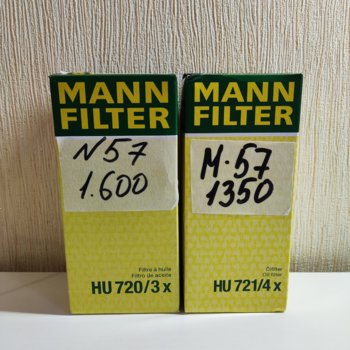 MANN
FILTER
N57
1.600
Filtre à huile
Filtro de aceite
HU 720/3 x
MANN
FILTER
M.57
1350
Ölfilter
Oil filter
HU 721/4 x